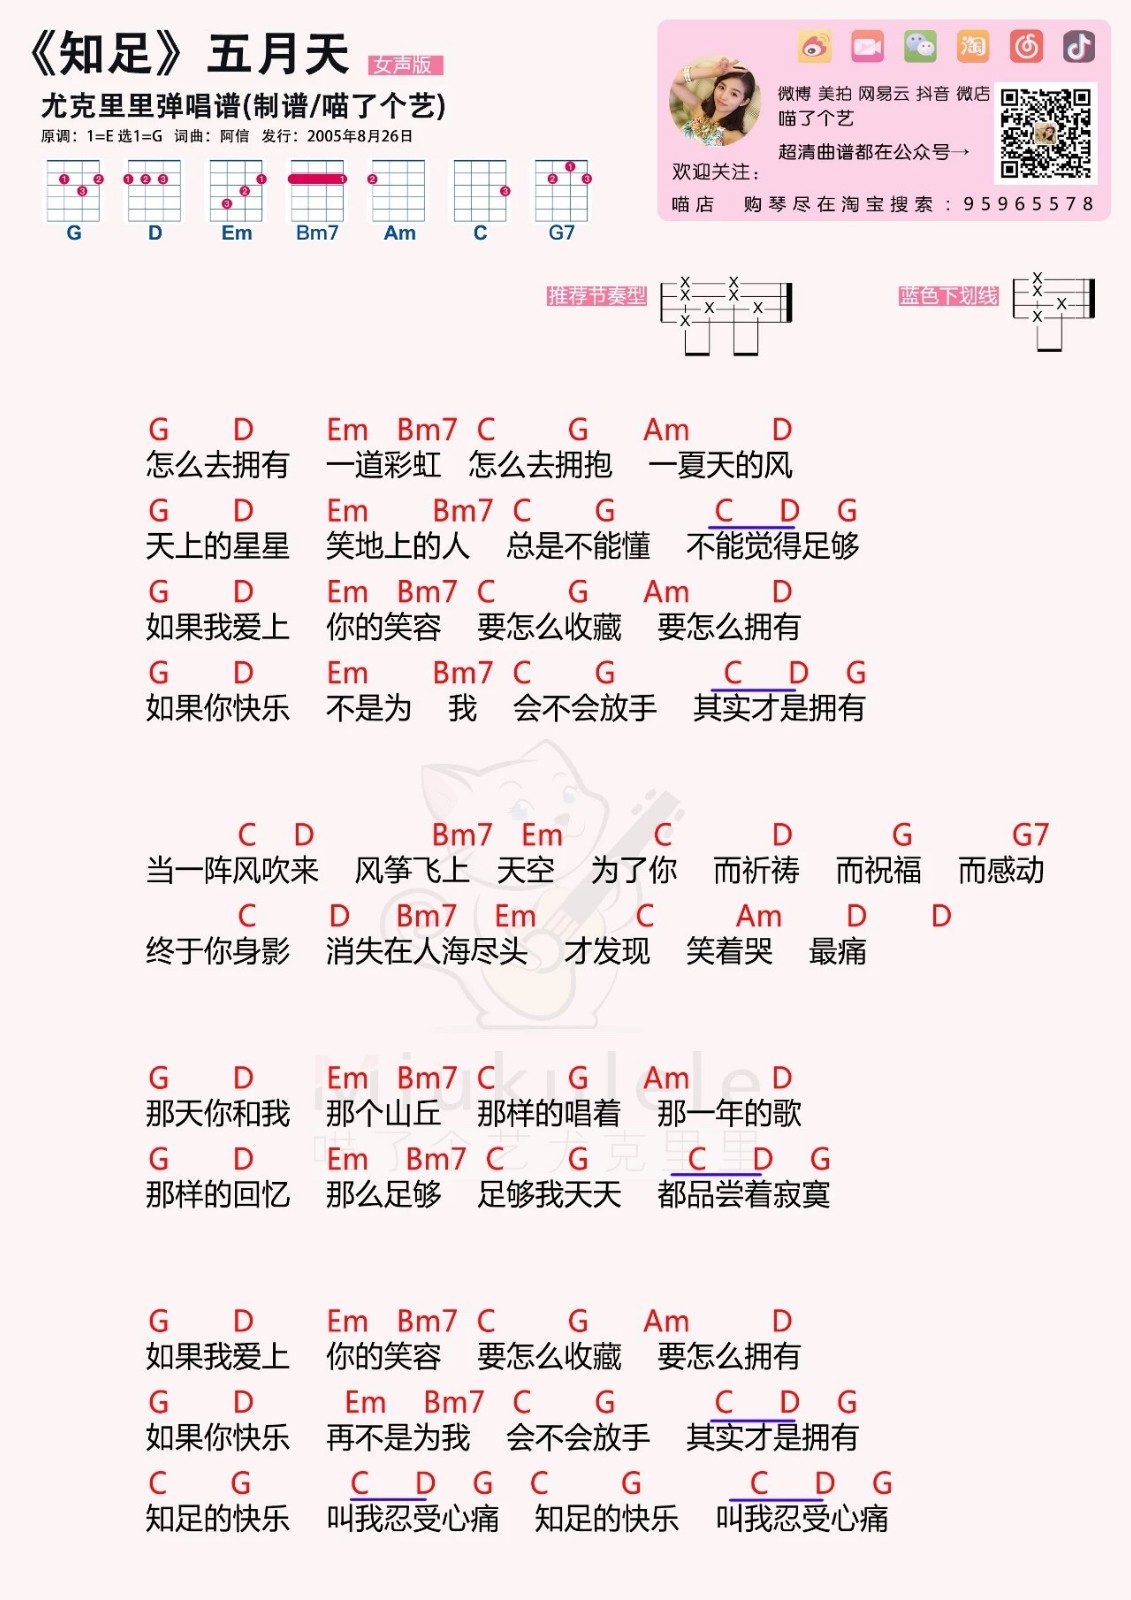 《知足》五月天 女声版
尤克里里弹唱谱(制谱/喵了个艺)
原调：1=E 选1=G 词曲：阿信 发行：2005年8月26日
G D Em Bm7 Am C G7
微博 美拍 网易云 抖音 微店
喵了个艺
超清曲谱都在公众号→
欢迎关注：
喵店 购琴尽在淘宝搜索：95965578
推荐节奏型 蓝色下划线
G D Em Bm7 C G Am D
怎么去拥有 一道彩虹 怎么去拥抱 一夏天的风
G D Em Bm7 C G C D G
天上的星星 笑地上的人 总是不能懂 不能觉得足够
G D Em Bm7 C G Am D
如果我爱上 你的笑容 要怎么收藏 要怎么拥有
G D Em Bm7 C G C D G
如果你快乐 不是为 我 会不会放手 其实才是拥有
C D Bm7 Em C D G G7
当一阵风吹来 风筝飞上 天空 为了你 而祈祷 而祝福 而感动
C D Bm7 Em C Am D D
终于你身影 消失在人海尽头 才发现 笑着哭 最痛
Miukulele
喵了个艺尤克里里
G D Em Bm7 C G Am D
那天你和我 那个山丘 那样的唱着 那一年的歌
G D Em Bm7 C G C D G
那样的回忆 那么足够 足够我天天 都品尝着寂寞
G D Em Bm7 C G Am D
如果我爱上 你的笑容 要怎么收藏 要怎么拥有
G D Em Bm7 C G C D G
如果你快乐 再不是为我 会不会放手 其实才是拥有
C G C D G C G C D G
知足的快乐 叫我忍受心痛 知足的快乐 叫我忍受心痛